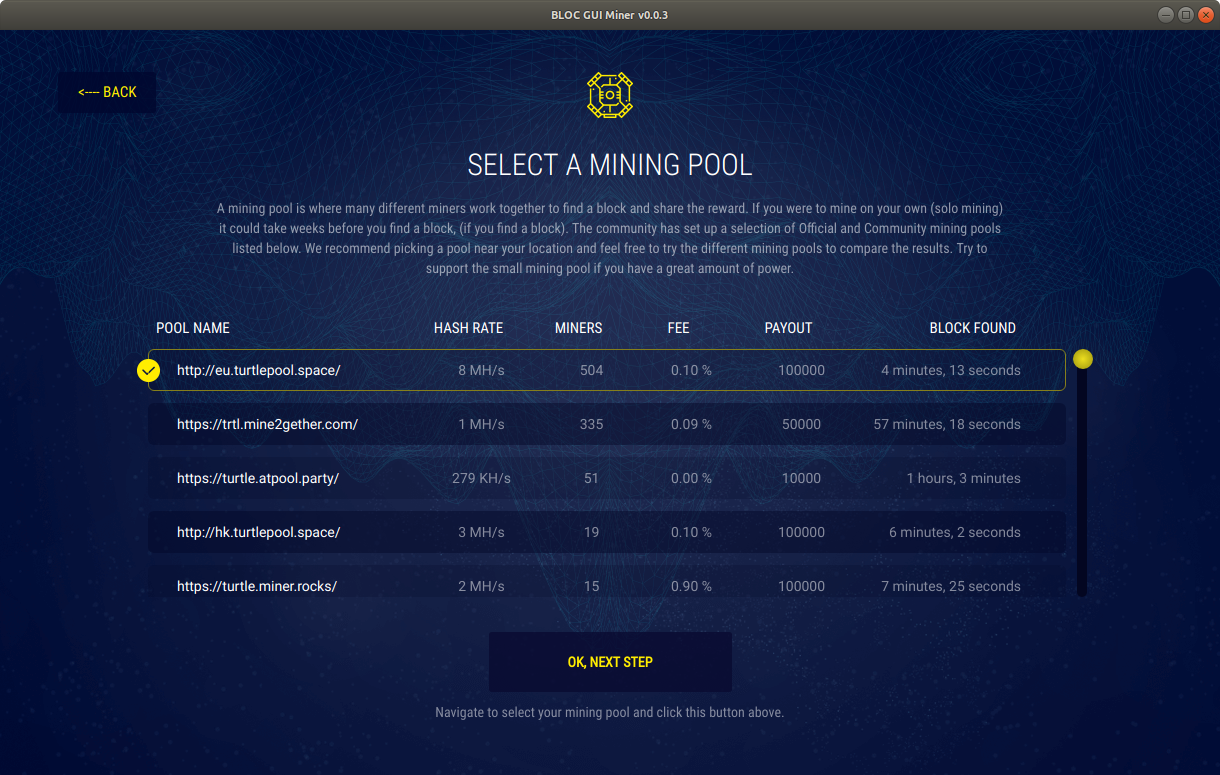 BLOC GUI Miner v0.0.3
<---- BACK
SELECT A MINING POOL
A mining pool is where many different miners work together to find a block and share the reward. If you were to mine on your own (solo mining)
it could take weeks before you find a block, (if you find a block). The community has set up a selection of Official and Community mining pools
listed below. We recommend picking a pool near your location and feel free to try the different mining pools to compare the results. Try to
support the small mining pool if you have a great amount of power.
POOL NAME HASH RATE MINERS FEE PAYOUT BLOCK FOUND
http://eu.turtlepool.space/ 8 MH/s 504 0.10 % 100000 4 minutes, 13 seconds
https://trtl.mine2gether.com/ 1 MH/s 335 0.09 % 50000 57 minutes, 18 seconds
https://turtle.atpool.party/ 279 KH/s 51 0.00 % 10000 1 hours, 3 minutes
http://hk.turtlepool.space/ 3 MH/s 19 0.10 % 100000 6 minutes, 2 seconds
https://turtle.miner.rocks/ 2 MH/s 15 0.90 % 100000 7 minutes, 25 seconds
OK, NEXT STEP
Navigate to select your mining pool and click this button above.